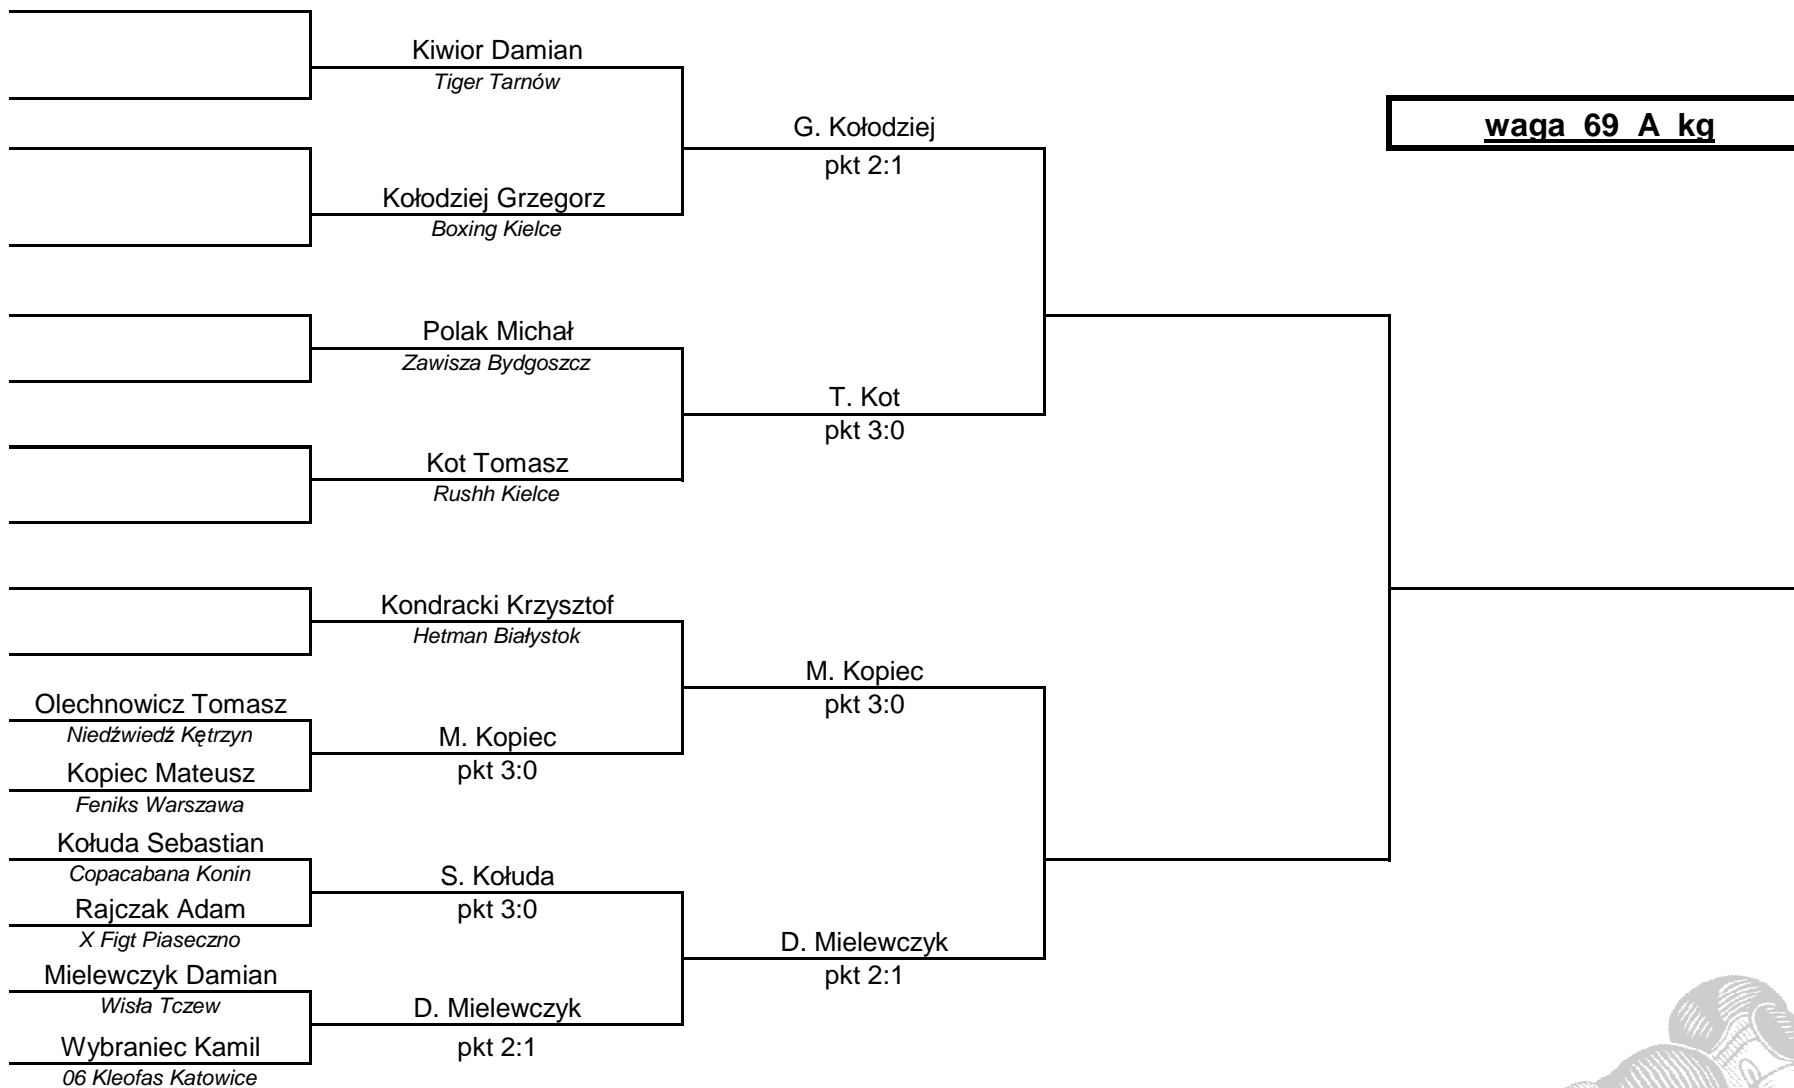 Kiwior Damian
Tiger Tarnów
G. Kołodziej
pkt 2:1
waga 69 A kg
Kołodziej Grzegorz
Boxing Kielce
Polak Michał
Zawisza Bydgoszcz
T. Kot
pkt 3:0
Kot Tomasz
Rushh Kielce
Kondracki Krzysztof
Hetman Białystok
M. Kopiec
pkt 3:0
Olechnowicz Tomasz
Niedźwiedź Kętrzyn
M. Kopiec
pkt 3:0
Kopiec Mateusz
Feniks Warszawa
Kołuda Sebastian
Copacabana Konin
S. Kołuda
pkt 3:0
Rajczak Adam
X Figt Piaseczno
D. Mielewczyk
pkt 2:1
Mielewczyk Damian
Wisła Tczew
D. Mielewczyk
pkt 2:1
Wybraniec Kamil
06 Kleofas Katowice